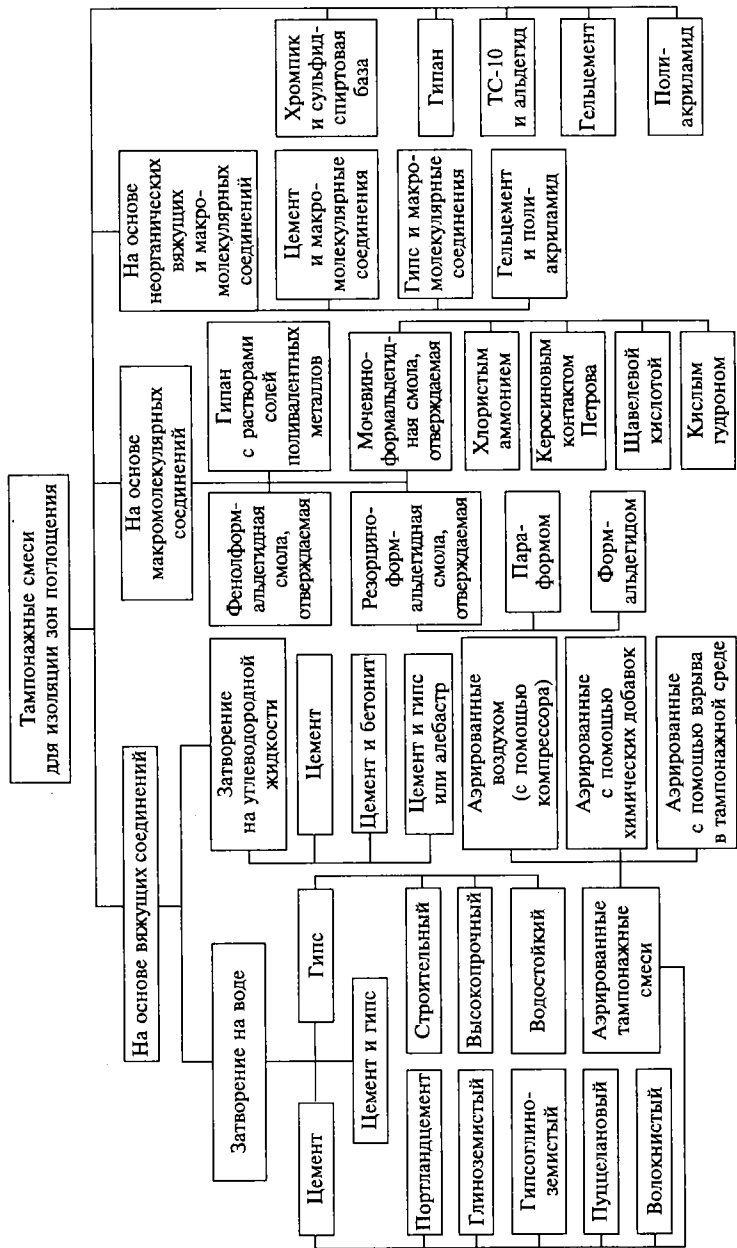 Тампонажные смеси
для изоляции зон поглощения
На основе вяжущих соединений
Затворение на воде
Цемент
Гипс
Цемент и гипс
Портландцемент
Глиноземистый
Гипсоглино-
земистый
Пуццелановый
Волокнистый
Строительный
Высокопрочный
Водостойкий
Аэрированные
тампонажные
смеси
Затворение
на углеводородной
жидкости
Цемент
Цемент и бетонит
Цемент и гипс
или алебастр
Аэрированные
воздухом
(с помощью
компрессора)
Аэрированные
с помощью
химических добавок
Аэрированные
с помощью взрыва
в тампонажной среде
На основе
макромолекулярных
соединений
Фенолформ-
альдегидная
смола,
отверждаемая
Гипан
с растворами
солей
поливалентных
металлов
Резорцино-
форм-
альдегидная
смола,
отверждаемая
Мочевино-
формальдегид-
ная смола,
отверждаемая
Пара-
формом
Форм-
альдегидом
Хлористым
аммонием
Керосиновым
контактом
Петрова
Щавелевой
кислотой
Кислым
гудроном
На основе
неорганических
вяжущих
и макро-
молекулярных
соединений
Цемент
и макро-
молекулярные
соединения
Гипс и макро-
молекулярные
соединения
Гельцемент
и поли-
акриламид
Хромпик
и сульфид-
спиртовая
база
Гипан
ТС-10
и альдегид
Гельцемент
Поли-
акриламид